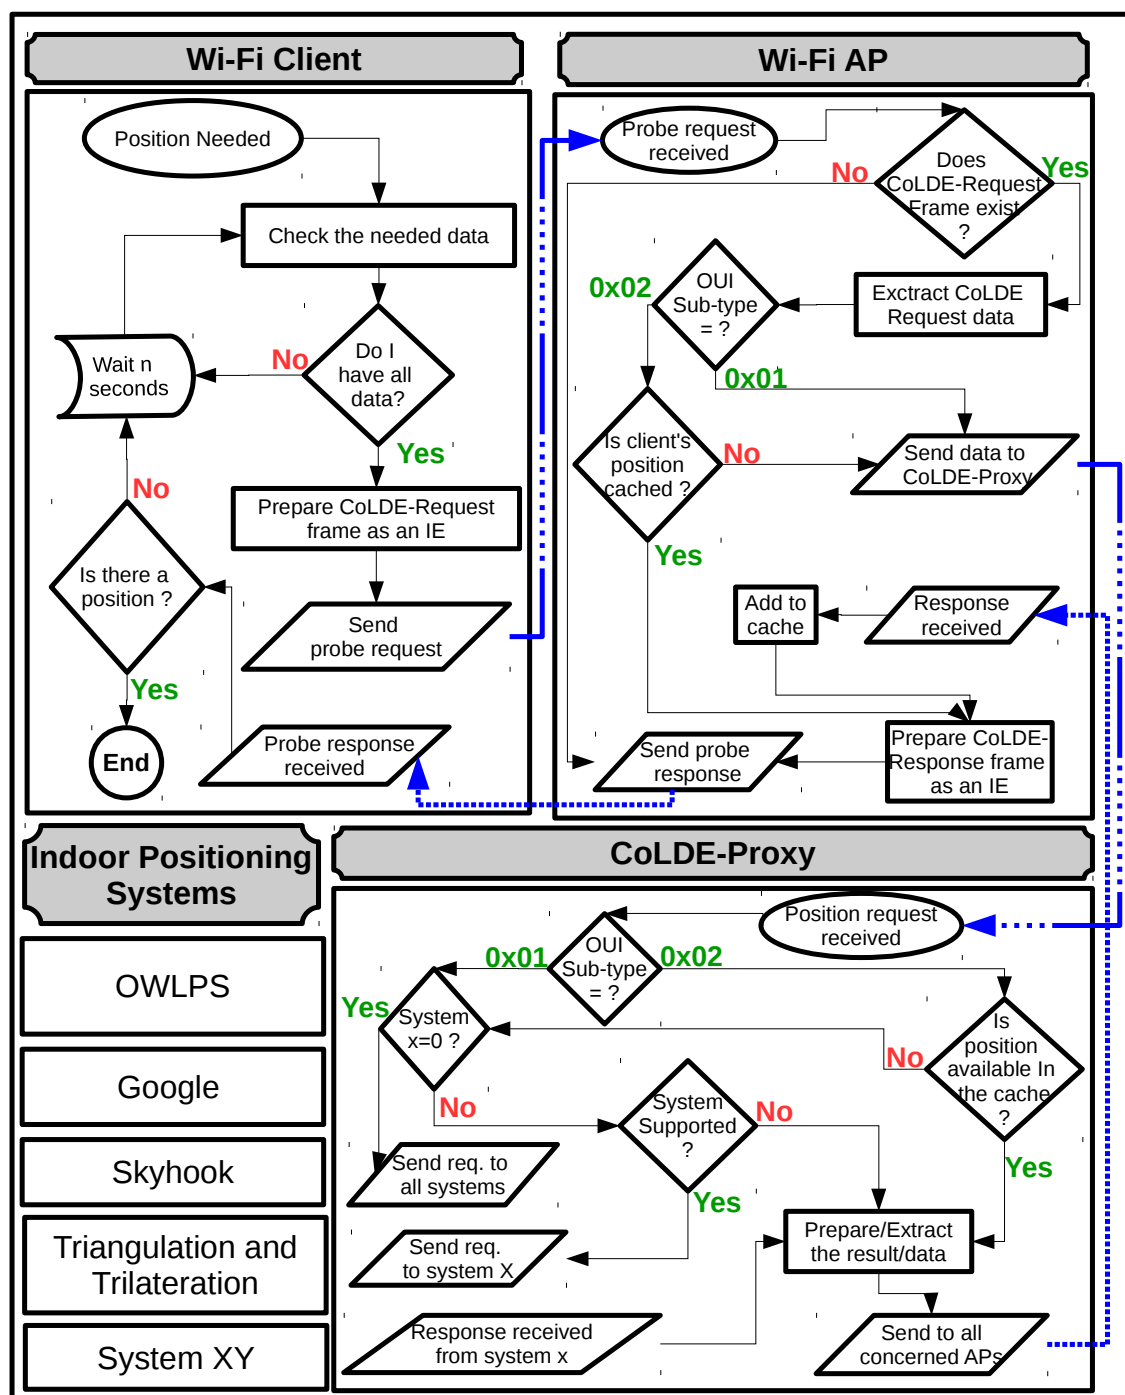 Wi-Fi Client
Position Needed
Check the needed data
Wait n
seconds
No
Do I
have all
data?
Yes
Prepare CoLDE-Request
frame as an IE
No
Is there a
position ?
Send
probe request
Yes
End
Probe response
received
Wi-Fi AP
Probe request
received
Does
CoLDE-Request
Frame exist
?
No
Yes
Exctract CoLDE
Request data
OUI
Sub-type
= ?
0x02
0x01
Is client's
position
cached ?
No
Yes
Send data to
CoLDE-Proxy
Add to
cache
Response
received
Send probe
response
Prepare CoLDE-
Response frame
as an IE
Indoor Positioning
Systems
OWLPS
Google
Skyhook
Triangulation and
Trilateration
System XY
CoLDE-Proxy
Position request
received
OUI
Sub-type
= ?
0x01
0x02
Yes
System
x=0 ?
No
Is
position
available In
the cache
?
No
Yes
System
Supported
?
No
Yes
Send req. to
all systems
Send req.
to system X
Prepare/Extract
the result/data
Response received
from system x
Send to all
concerned APs